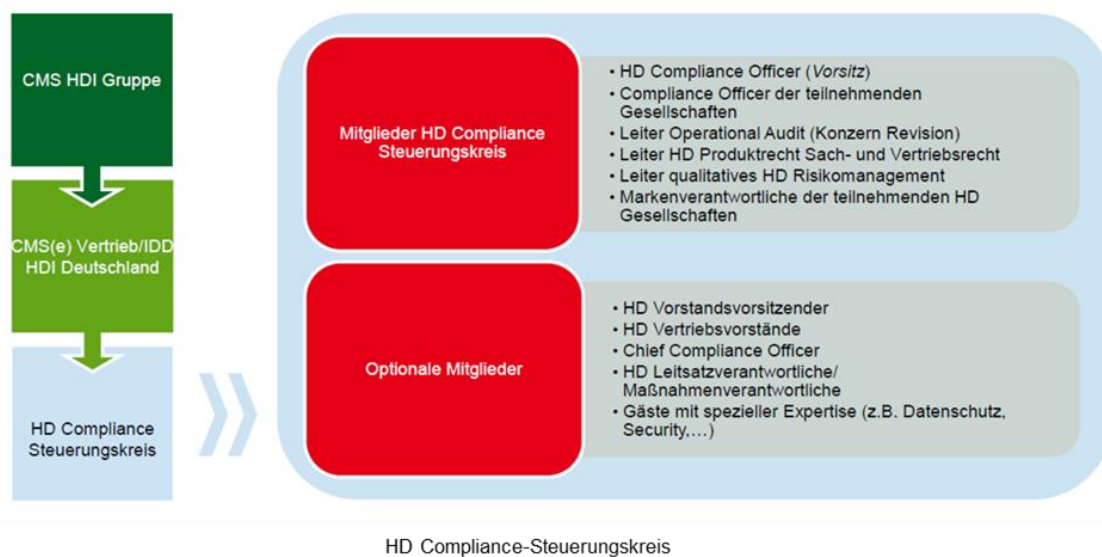 CMS HDI Gruppe
CMS(e) Vertrieb/IDD
HDI Deutschland
HD Compliance
Steuerungskreis
Mitglieder HD Compliance
Steuerungskreis
• HD Compliance Officer (Vorsitz)
• Compliance Officer der teilnehmenden
Gesellschaften
• Leiter Operational Audit (Konzern Revision)
• Leiter HD Produktrecht Sach- und Vertriebsrecht
• Leiter qualitatives HD Risikomanagement
• Markenverantwortliche der teilnehmenden HD
Gesellschaften
Optionale Mitglieder
• HD Vorstandsvorsitzender
• HD Vertriebsvorstände
• Chief Compliance Officer
• HD Leitsatzverantwortliche/
Maßnahmenverantwortliche
• Gäste mit spezieller Expertise (z.B. Datenschutz,
Security,…)
HD Compliance-Steuerungskreis